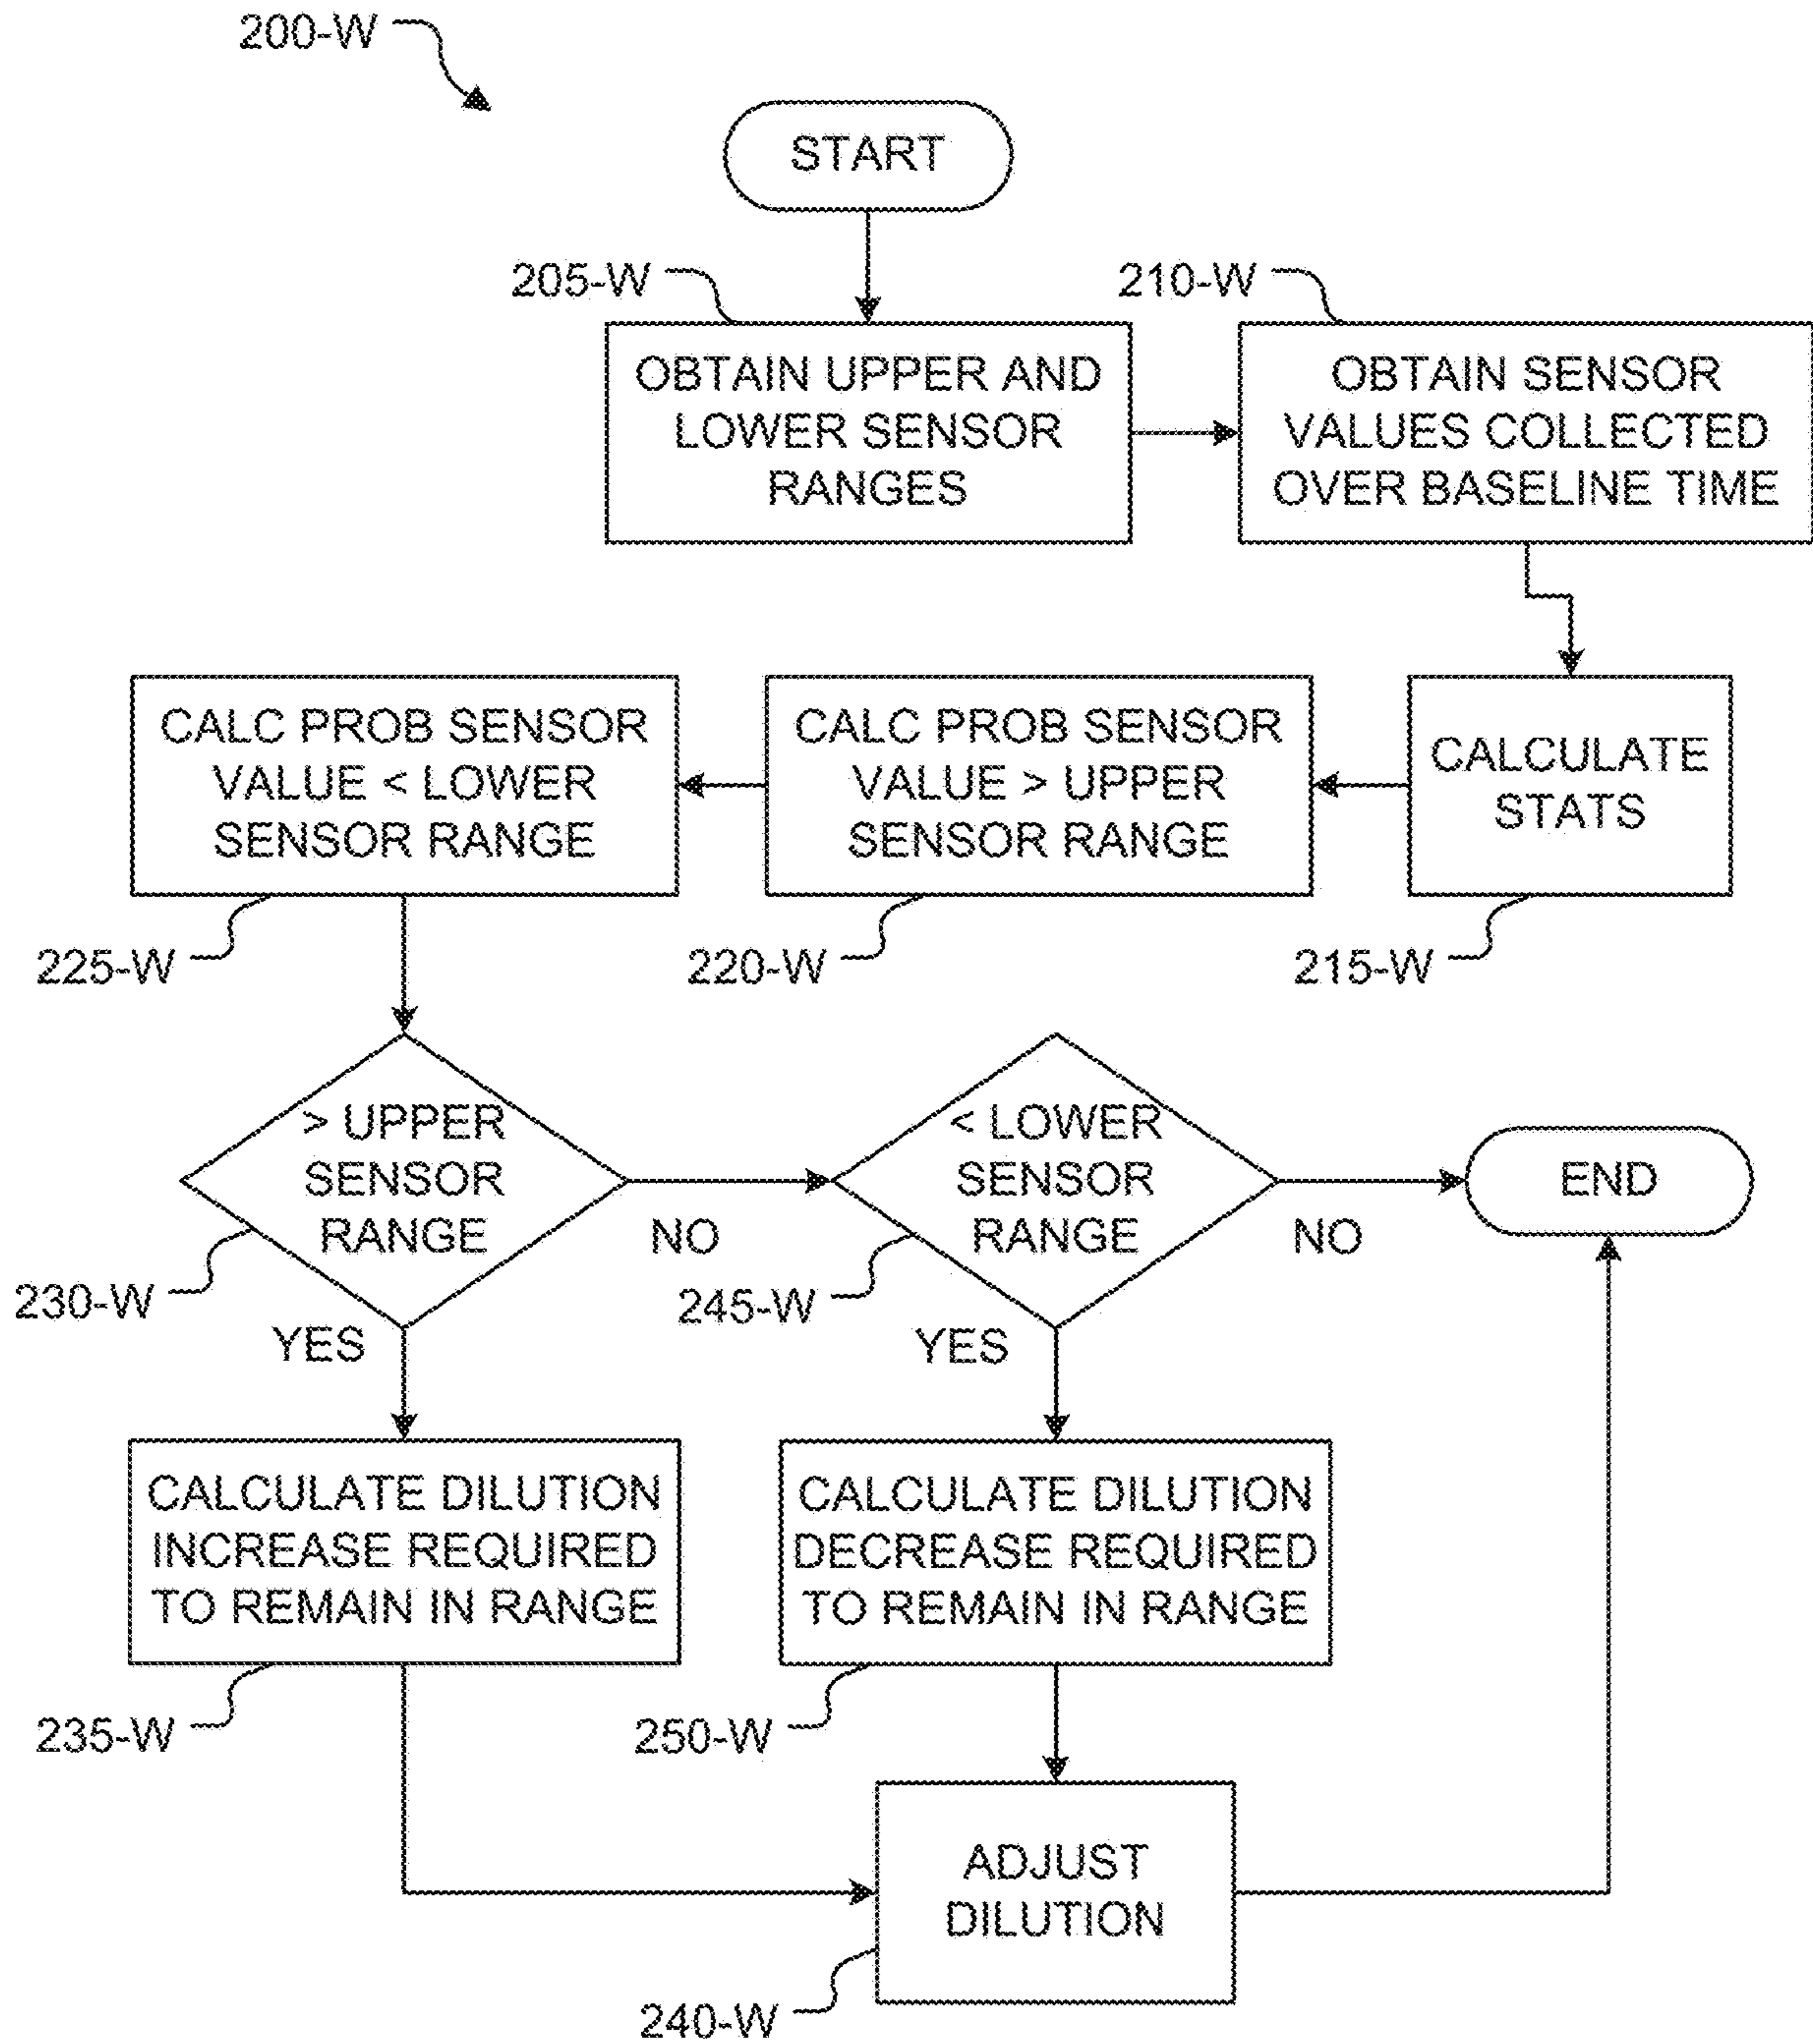 200-W
START
205-W
210-W
OBTAIN UPPER AND
LOWER SENSOR
RANGES
OBTAIN SENSOR
VALUES COLLECTED
OVER BASELINE TIME
CALC PROB SENSOR
VALUE < LOWER
SENSOR RANGE
CALC PROB SENSOR
VALUE > UPPER
SENSOR RANGE
CALCULATE
STATS
225-W
220-W
215-W
> UPPER
SENSOR
RANGE
< LOWER
SENSOR
RANGE
END
NO
NO
230-W
245-W
YES
YES
CALCULATE DILUTION
INCREASE REQUIRED
TO REMAIN IN RANGE
CALCULATE DILUTION
DECREASE REQUIRED
TO REMAIN IN RANGE
235-W
250-W
ADJUST
DILUTION
240-W